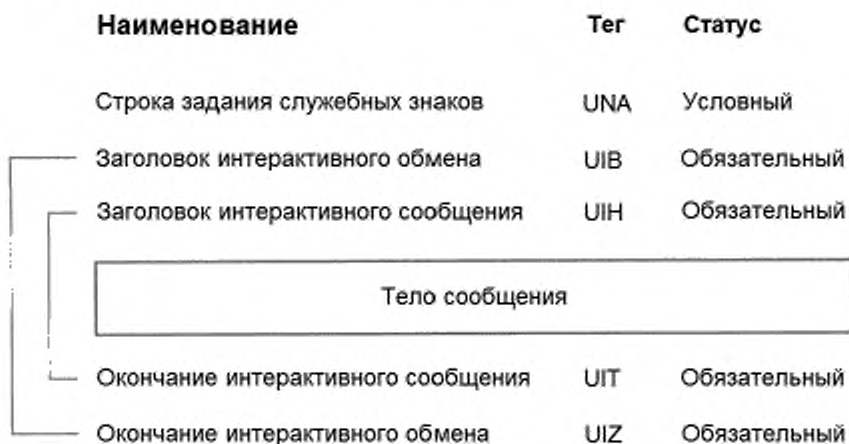 Наименование Тег Статус
Строка задания служебных знаков UNA Условный
Заголовок интерактивного обмена UIB Обязательный
Заголовок интерактивного сообщения UIH Обязательный
Тело сообщения
Окончание интерактивного сообщения UIT Обязательный
Окончание интерактивного обмена UIZ Обязательный